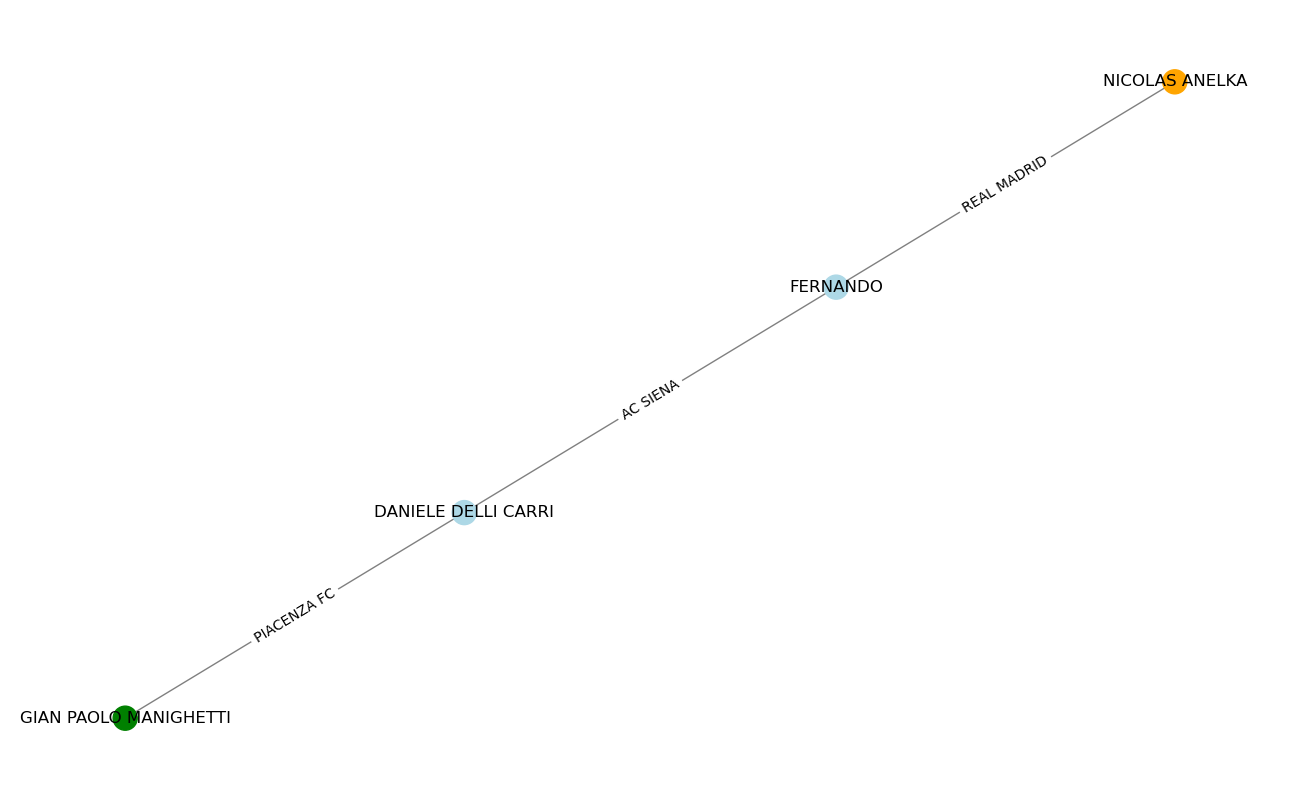 NICOLAS ANELKA
REAL MADRID
FERNANDO
AC SIENA
DANIELE DELLI CARRI
PIACENZA FC
GIAN PAOLO MANIGHETTI